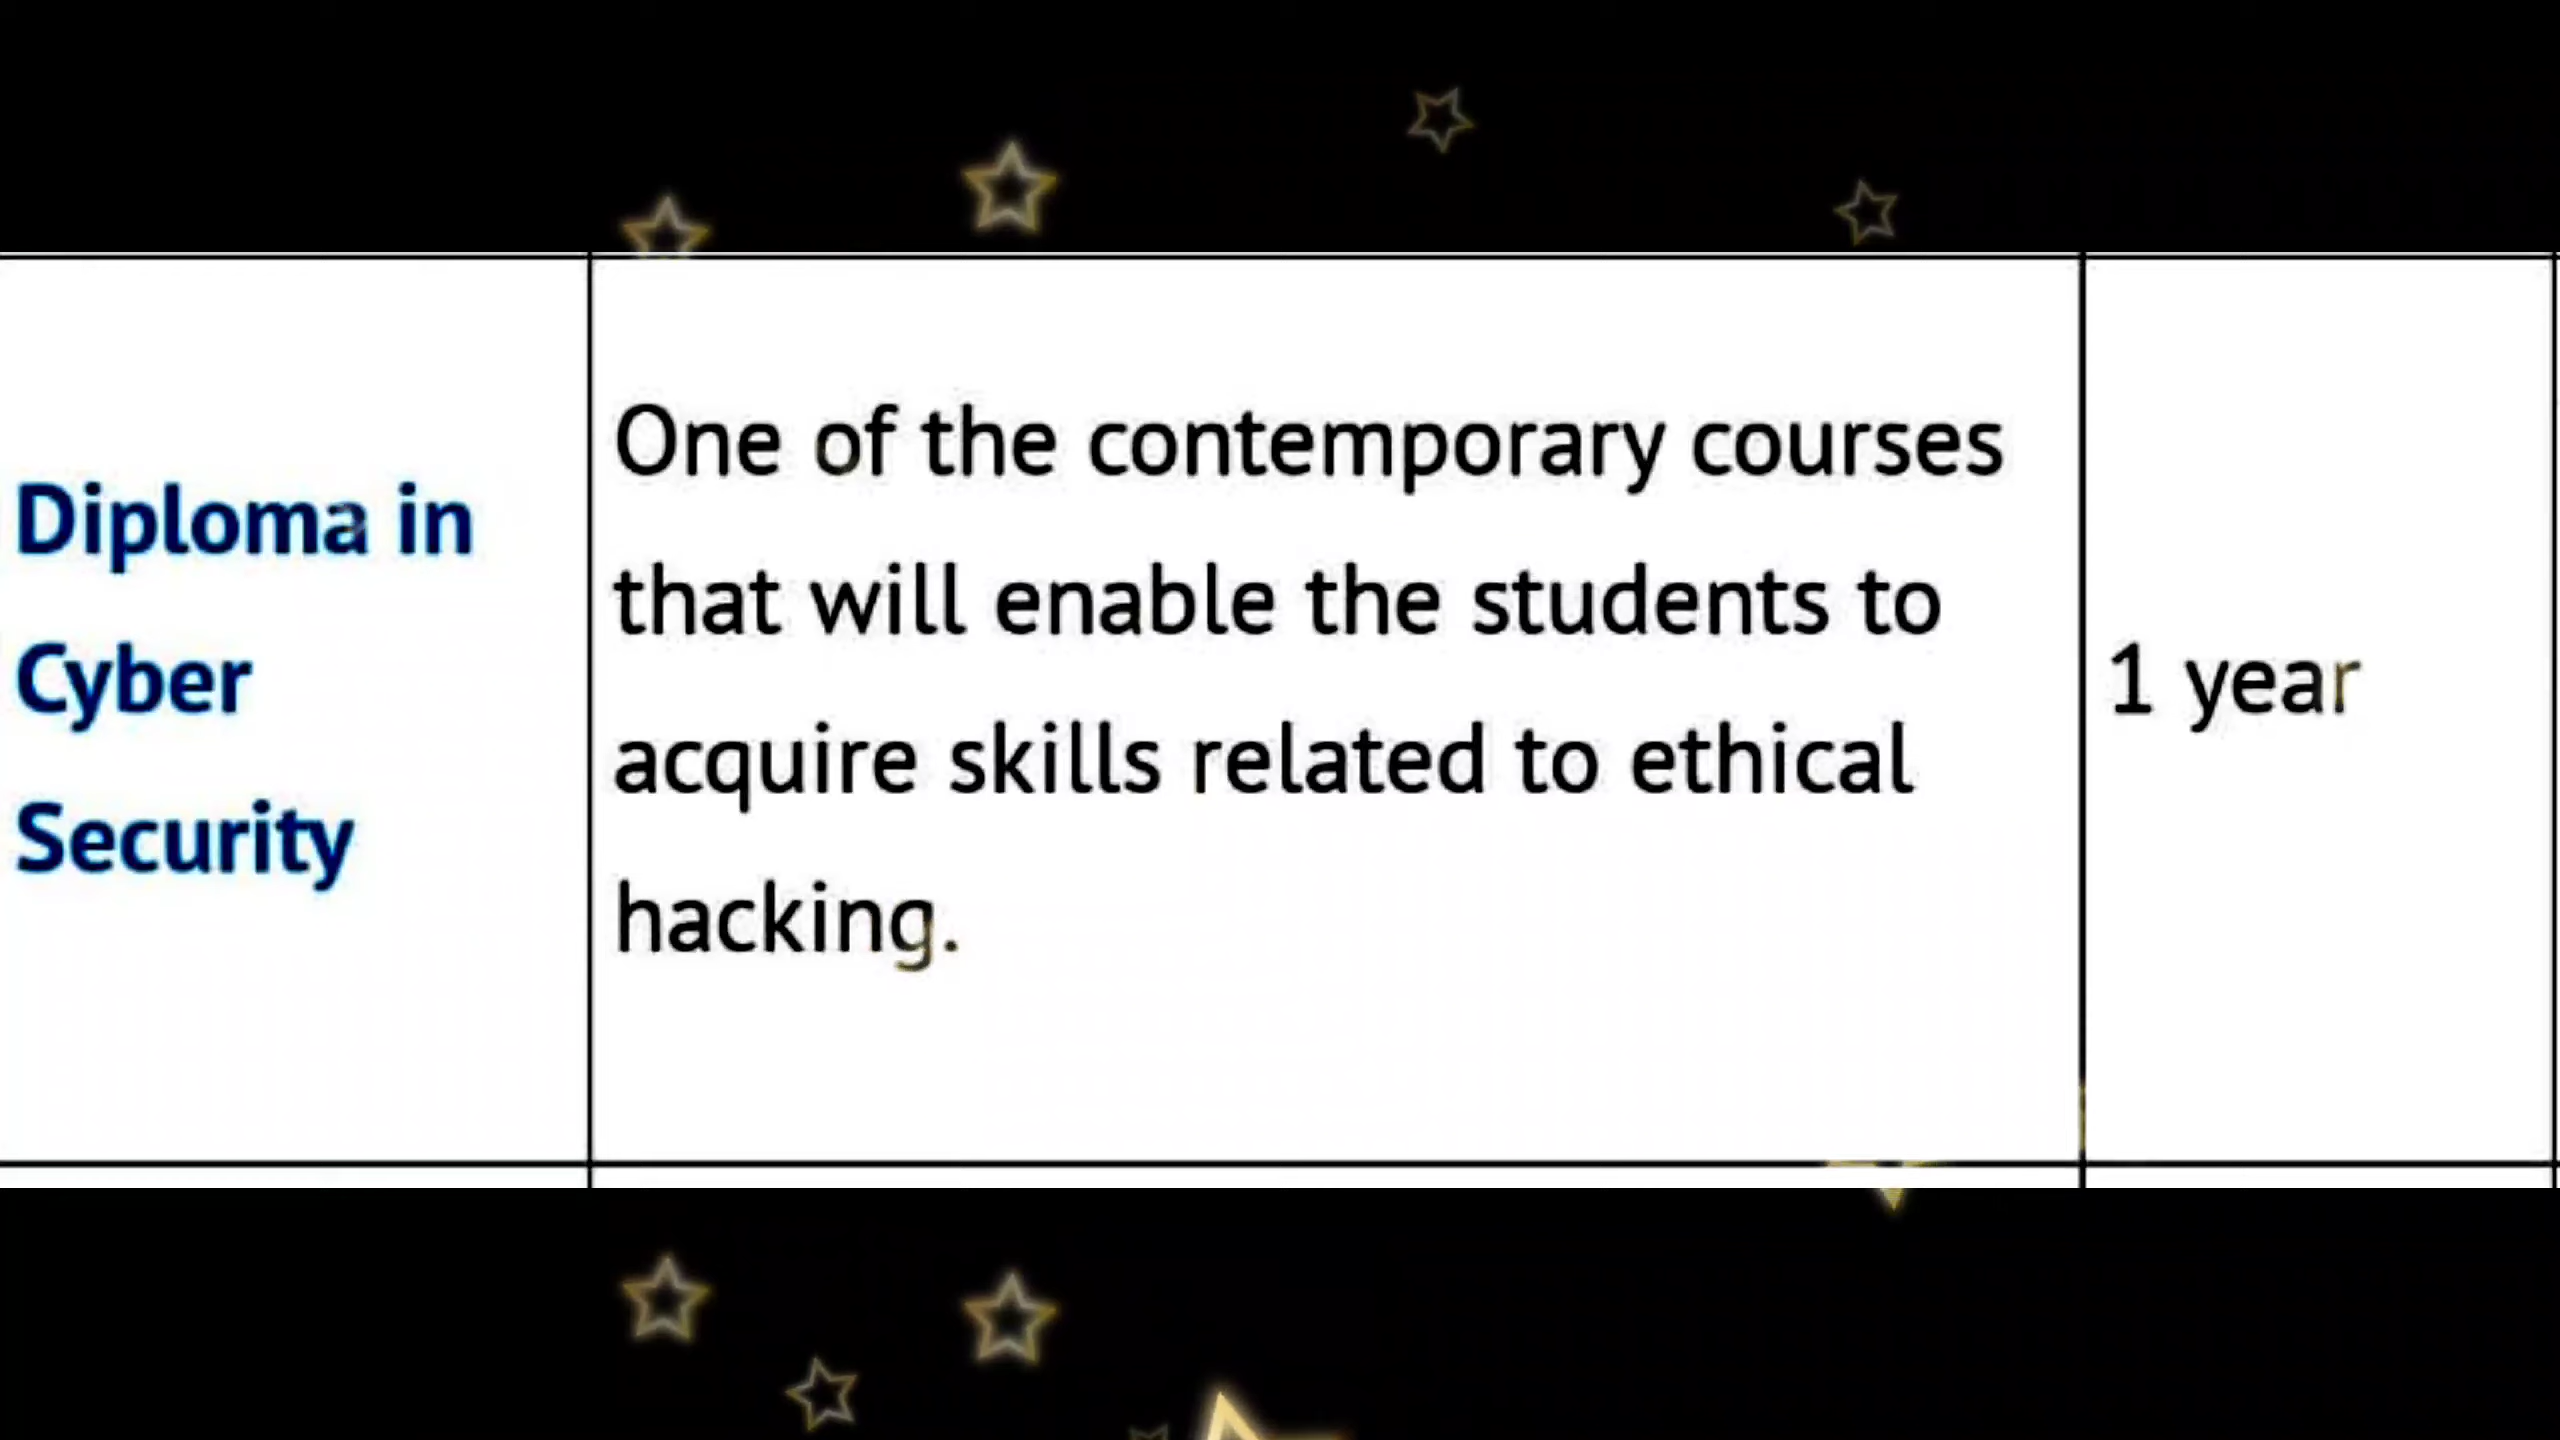 Diploma in
Cyber
Security
One of the contemporary courses
that will enable the students to
acquire skills related to ethical
hacking.
1 year